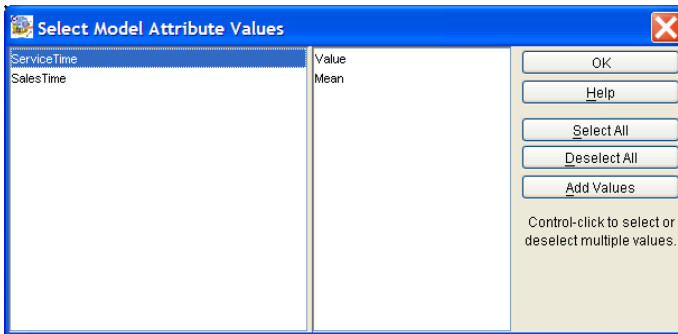 Select Model Attribute Values
ServiceTime
SalesTime
Value
Mean
OK
Help
Select All
Deselect All
Add Values
Control-click to select or
deselect multiple values.